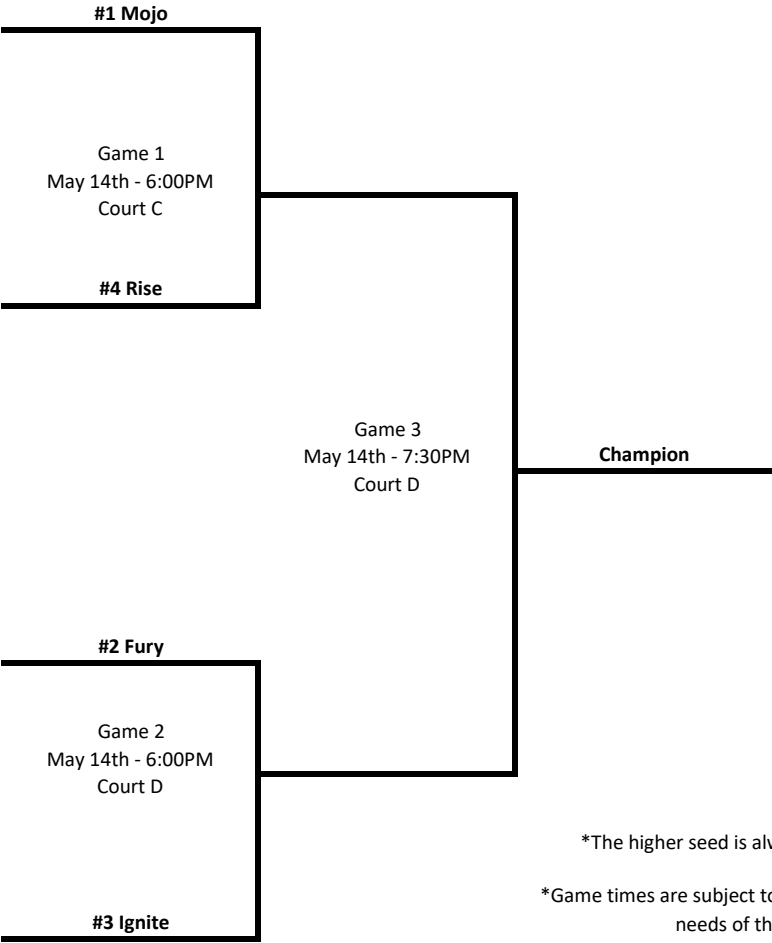 #1 Mojo
Game 1
May 14th - 6:00PM
Court C
#4 Rise
Game 3
May 14th - 7:30PM
Court D
Champion
#2 Fury
Game 2
May 14th - 6:00PM
Court D
#3 Ignite
*The higher seed is
*Game times are subject
needs of